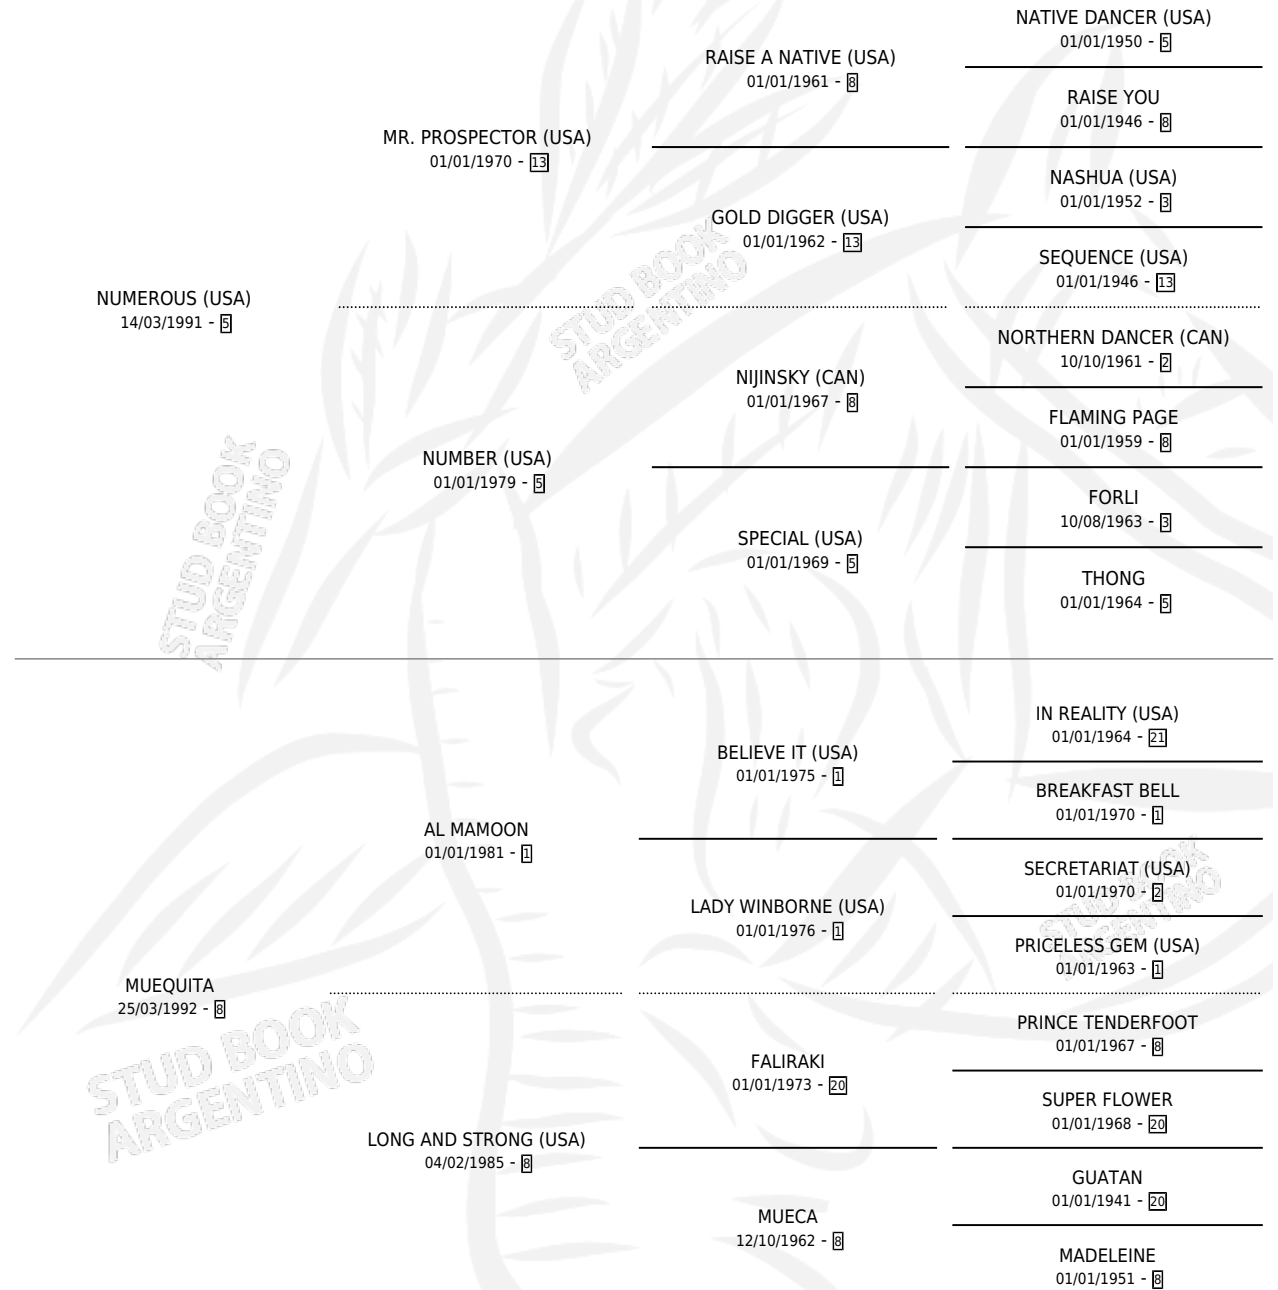 NATIVE DANCER (USA)
01/01/1950 - 5
RAISE A NATIVE (USA)
01/01/1961 - 8
RAISE YOU
01/01/1946 - 8
MR. PROSPECTOR (USA)
01/01/1970 - 13
NASHUA (USA)
01/01/1952 - 3
GOLD DIGGER (USA)
01/01/1962 - 13
SEQUENCE (USA)
01/01/1946 - 13
NUMEROUS (USA)
14/03/1991 - 5
STUD BOOK
ARGENTINO
NORTHERN DANCER (CAN)
10/10/1961 - 2
NIJINSKY (CAN)
01/01/1967 - 8
FLAMING PAGE
01/01/1959 - 8
NUMBER (USA)
01/01/1979 - 5
FORLI
10/08/1963 - 3
SPECIAL (USA)
01/01/1969 - 5
THONG
01/01/1964 - 5
STUD BOOK
ARGENTINO
IN REALITY (USA)
01/01/1964 - 21
BELIEVE IT (USA)
01/01/1975 - 1
BREAKFAST BELL
01/01/1970 - 1
AL MAMOON
01/01/1981 - 1
SECRETARIAT (USA)
01/01/1970 - 2
LADY WINBORNE (USA)
01/01/1976 - 1
STUD BOOK
ARGENTINO
PRICELESS GEM (USA)
01/01/1963 - 1
MUEQUITA
25/03/1992 - 8
PRINCE TENDERFOOT
01/01/1967 - 8
FALIRAKI
01/01/1973 - 20
SUPER FLOWER
01/01/1968 - 20
STUD BOOK
ARGENTINO
LONG AND STRONG (USA)
04/02/1985 - 8
GUATAN
01/01/1941 - 20
MUECA
12/10/1962 - 8
MADELEINE
01/01/1951 - 8